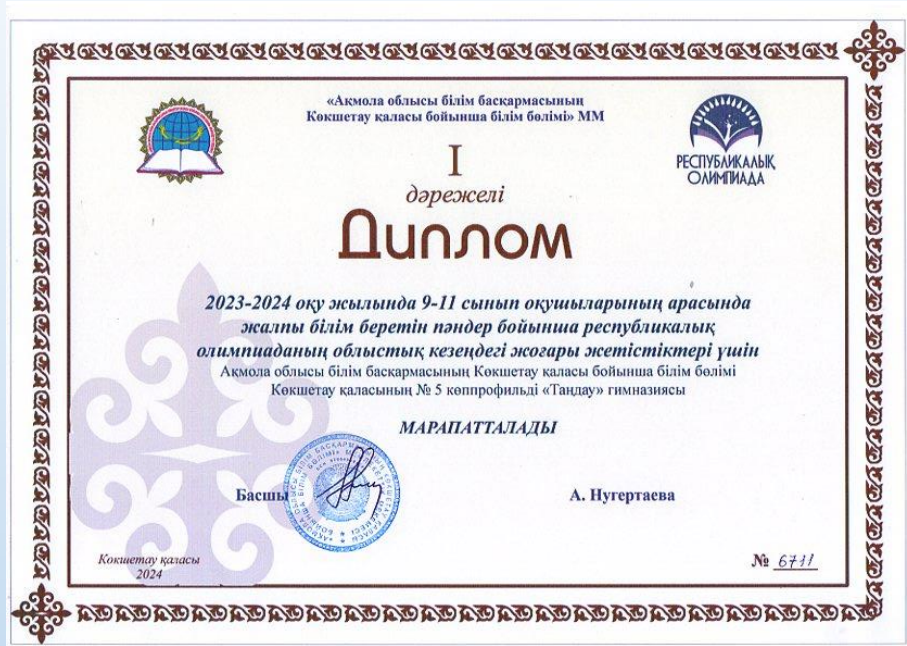 «Ақмола облысы білім басқармасының
Көкшетау қаласы бойынша білім бөлімі» ММ
РЕСПУБЛИКАЛЫҚ
ОЛИМПИАДА
I
дәрежелі
Диплом
2023-2024 оқу жылында 9-11 сынып оқушыларының арасында
жалпы білім беретін пәндер бойынша республикалық
олимпиаданың облыстық кезеңдегі жоғары жетістіктері үшін
Ақмола облысы білім басқармасының Көкшетау қаласы бойынша білім бөлімі
Көкшетау қаласының № 5 көппрофильді «Таңдау» гимназиясы
МАРАПАТТАЛАДЫ
Басшы
А. Нугертаева
Көкшетау қаласы
2024
№ 6711